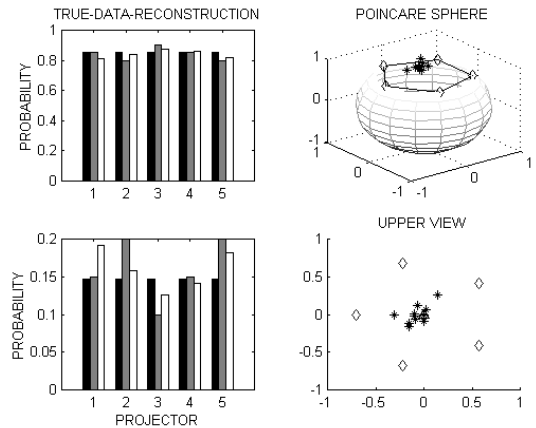 TRUE-DATA-RECONSTRUCTION
PROBABILITY
1
0.8
0.6
0.4
0.2
0
1 2 3 4 5
POINCARE SPHERE
1
0
-1
1
0
-1
-1
0
1
PROBABILITY
0.2
0.15
0.1
0.05
0
1 2 3 4 5
PROJECTOR
UPPER VIEW
1
0.5
0
-0.5
-1
-1 -0.5 0 0.5 1